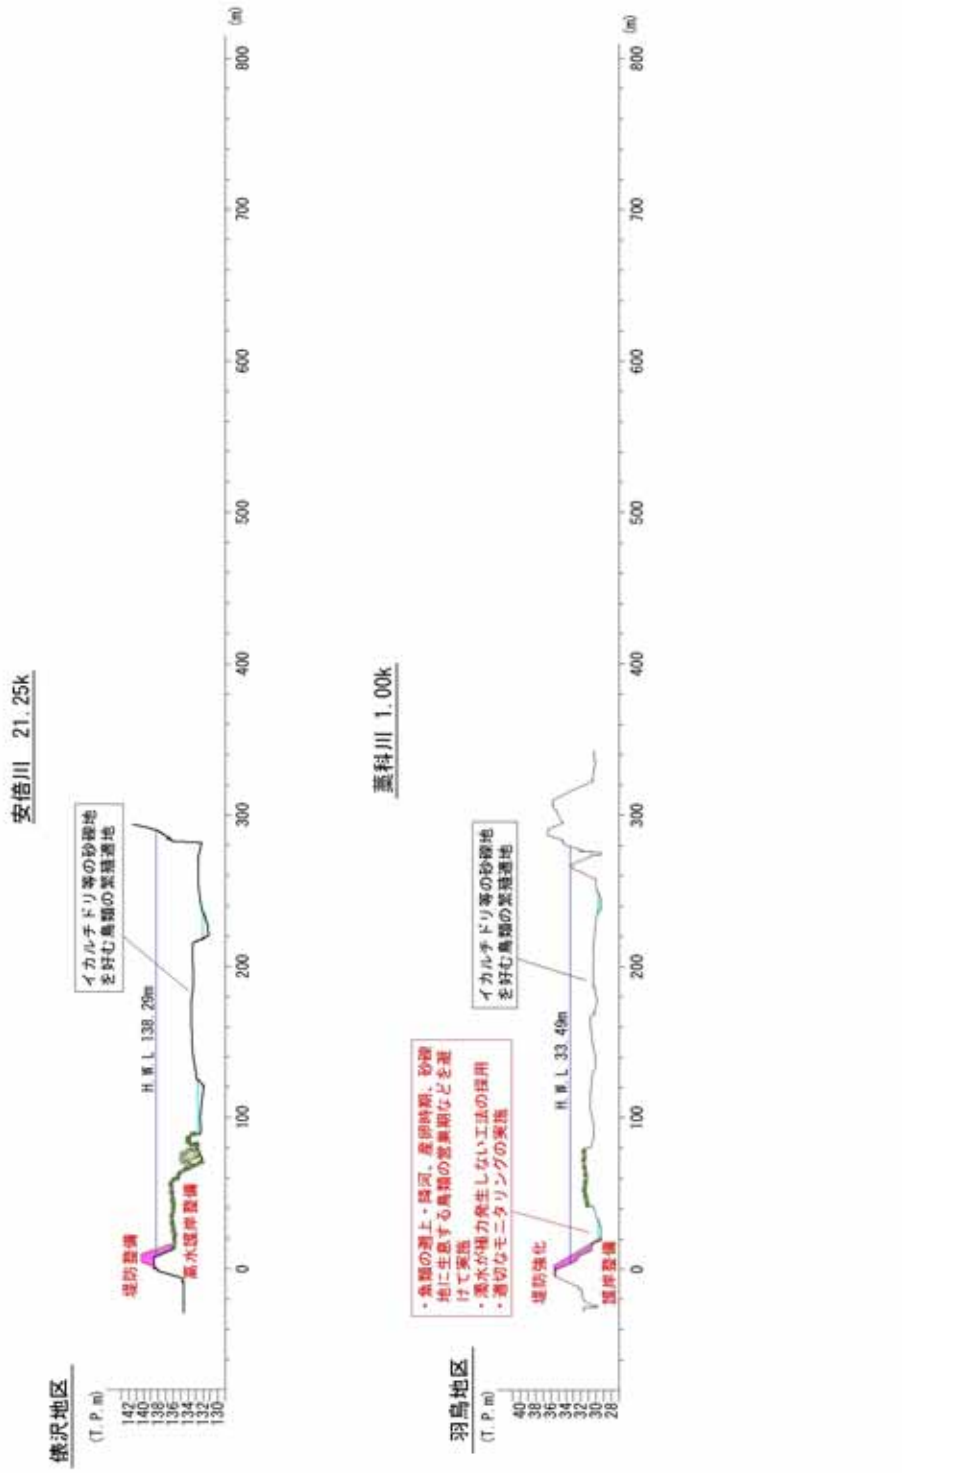 安倍川　21.25k
俵沢地区
(T.P.m)
142
140
138
136
134
132
130
堤防整備
高水護岸整備
H.W.L 138.29m
イカルチドリ等の砂礫地
を好む鳥類の繁殖適地
0
100
200
300
400
500
600
700
800
(m)
藁科川 1.00k
羽鳥地区
(T.P.m)
40
38
36
34
32
30
28
・魚類の遡上・降河、産卵時期、砂礫
地に生息する鳥類の営巣期などを避
けて実施
・濁水が極力発生しない工法の採用
・適切なモニタリングの実施
堤防強化
護岸整備
H.W.L 33.49m
イカルチドリ等の砂礫地
を好む鳥類の繁殖適地
0
100
200
300
400
500
600
700
800
(m)